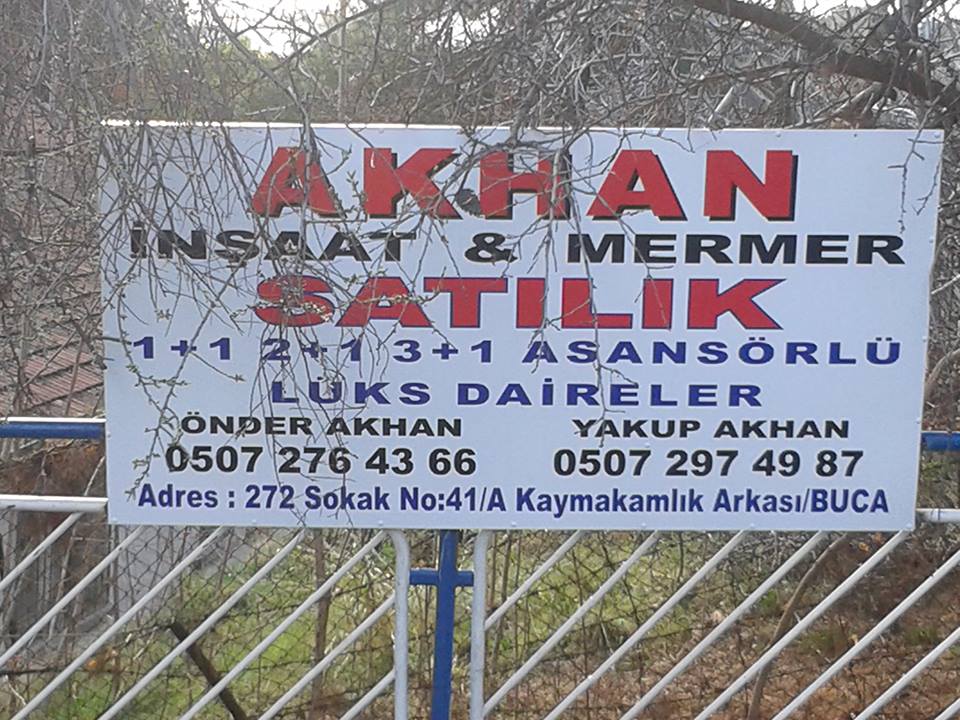 AKHAN
İNŞAAT & MERMER
SATILIK
1+1 2+1 3+1 ASANSÖRLÜ
LÜKS DAİRELER
ÖNDER AKHAN YAKUP AKHAN
0507 276 43 66 0507 297 49 87
Adres : 272 Sokak No:41/A Kaymakamlık Arkası/BUCA